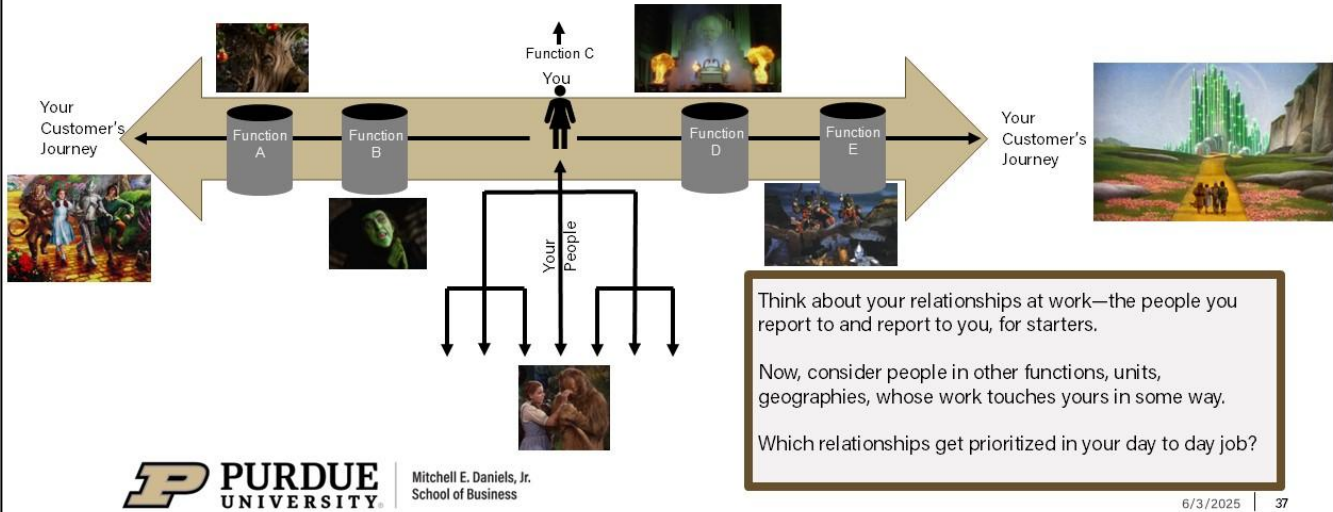 Function C
You
Your
Customer's
Journey
Function
A
Function
B
Function
D
Function
E
Your
Customer's
Journey
Your
People
Think about your relationships at work—the people you
report to and report to you, for starters.
Now, consider people in other functions, units,
geographies, whose work touches yours in some way.
Which relationships get prioritized in your day to day job?
P PURDUE
UNIVERSITY®
Mitchell E. Daniels, Jr.
School of Business
6/3/2025 | 37